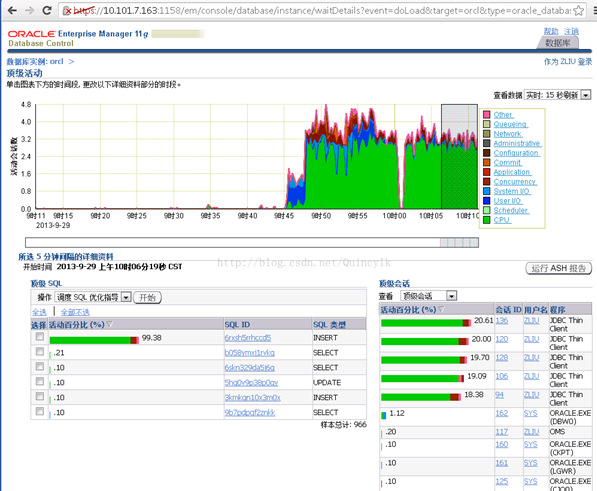 https://10.101.7.163:1158/em/console/database/instance/waitDetails?event=doLoad&target=orcl&type=oracle_databas
ORACLE Enterprise Manager 11g
Database Control
帮助 注销
数据库
数据库实例: orcl >
作为 ZLIU 登录
顶级活动
单击图表下方的时间段, 更改以下详细资料部分的时段。
查看数据 实时: 15 秒刷新
活动会话数
4.8
4.0
3.2
2.4
1.6
0.8
0.0
9时11 9时15 9时20 9时25 9时30 9时35 9时40 9时45 9时50 9时55 10时00 10时05 10时10
2013-9-29
Other
Queueing
Network
Administrative
Configuration
Commit
Application
Concurrency
System I/O
User I/O
Scheduler
CPU
所选 5 分钟间隔的详细资料
开始时间 2013-9-29 上午10时06分19秒 CST
运行 ASH 报告
http://blog.csdn.net/Quincylk
顶级 SQL
操作 调度 SQL 优化指导 开始
全选 | 全部不选
选择 活动百分比 (%) SQL ID SQL 类型
99.38 INSERT
.21 SELECT
.10 SELECT
.10 UPDATE
.10 INSERT
.10 SELECT
样本总计: 966
顶级会话
查看 顶级会话
活动百分比 (%) 会话 ID 用户名 程序
20.61 136 ZLIU JDBC Thin Client
20.00 120 ZLIU JDBC Thin Client
19.70 128 ZLIU JDBC Thin Client
19.09 106 ZLIU JDBC Thin Client
18.38 94 ZLIU JDBC Thin Client
1.12 162 SYS ORACLE.EXE (DBW0)
.20 117 ZLIU OMS
.10 160 SYS ORACLE.EXE (CKPT)
.10 161 SYS ORACLE.EXE (LGWR)
.10 125 SYS ORACLE.EXE